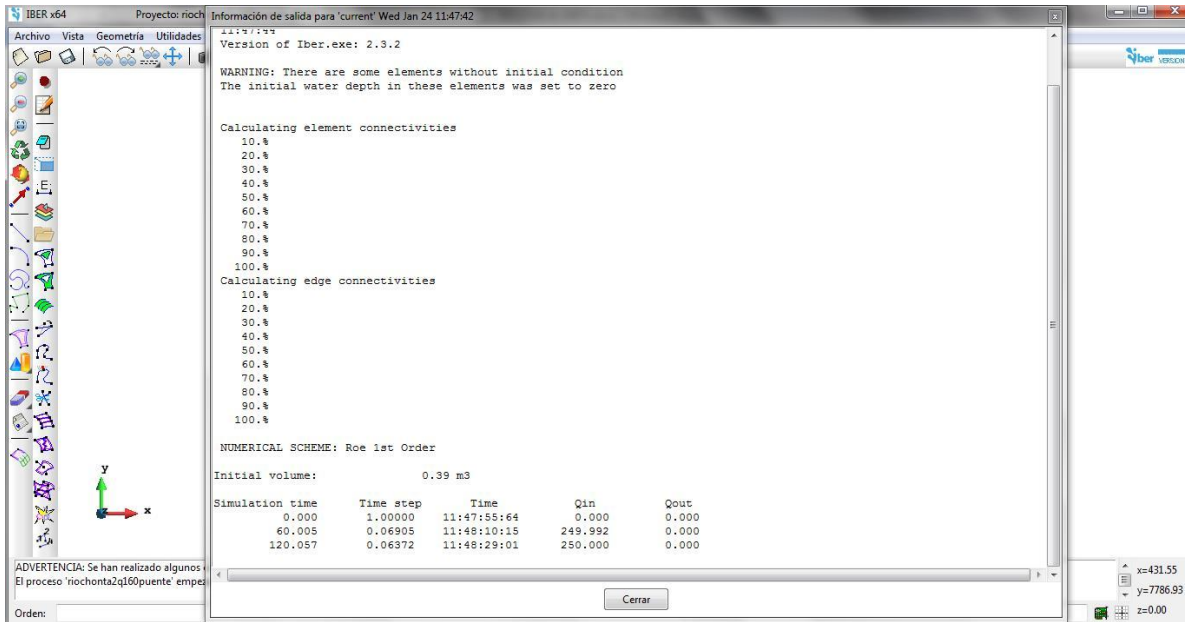 IBER x64
Proyecto: rioch
Información de salida para 'current' Wed Jan 24 11:47:42
Archivo Vista Geometría Utilidades
Iber VERSION
11:47:44
Version of Iber.exe: 2.3.2
WARNING: There are some elements without initial condition
The initial water depth in these elements was set to zero
Calculating element connectivities
10.%
20.%
30.%
40.%
50.%
60.%
70.%
80.%
90.%
100.%
Calculating edge connectivities
10.%
20.%
30.%
40.%
50.%
60.%
70.%
80.%
90.%
100.%
NUMERICAL SCHEME: Roe 1st Order
Initial volume: 0.39 m3
Simulation time Time step Time Qin Qout
0.000 1.00000 11:47:55:64 0.000 0.000
60.005 0.06905 11:48:10:15 249.992 0.000
120.057 0.06372 11:48:29:01 250.000 0.000
y
x
ADVERTENCIA: Se han realizado algunos
El proceso 'riochonta2q160puente' empez
Cerrar
Orden:
x=431.55
y=7786.93
z=0.00